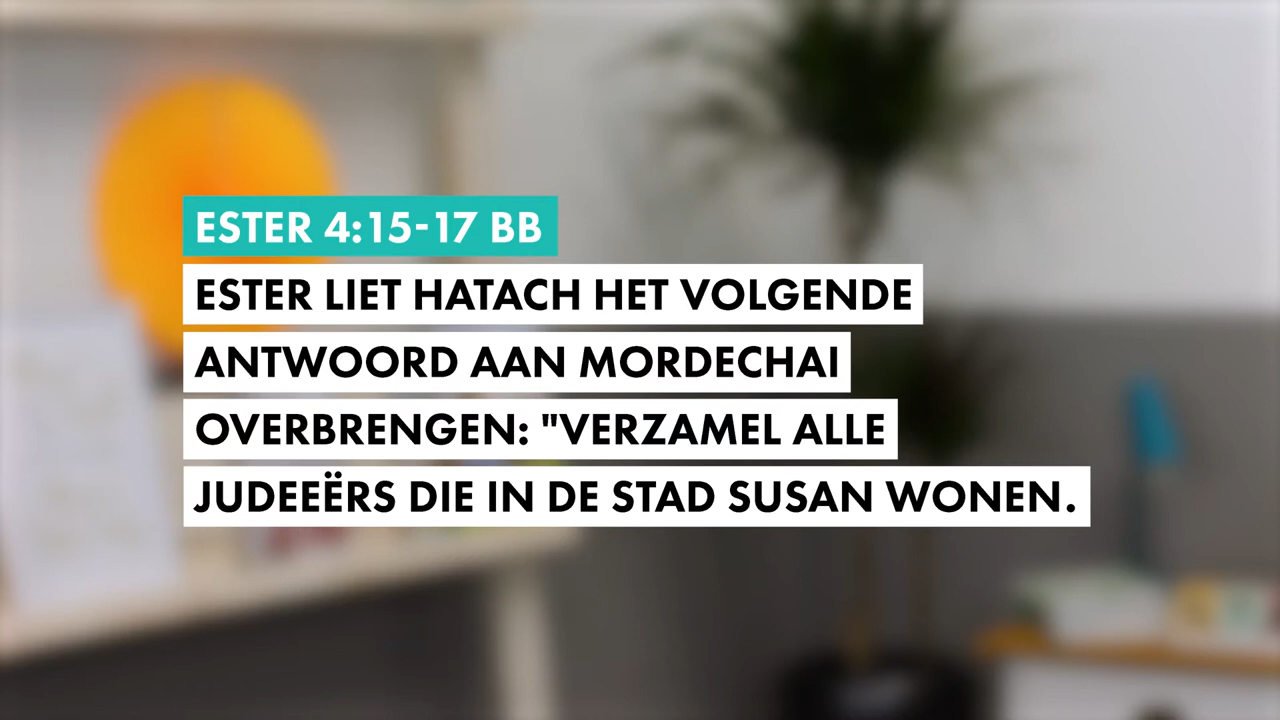 ESTER 4:15-17 BB
ESTER LIET HATACH HET VOLGENDE
ANTWOORD AAN MORDECHAI
OVERBRENGEN: "VERZAMEL ALLE
JUDEEËRS DIE IN DE STAD SUSAN WONEN.